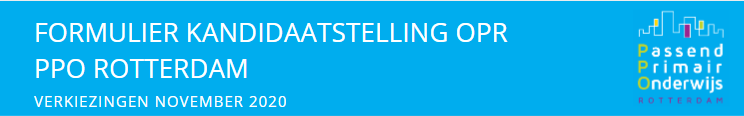 FORMULIER KANDIDAATSTELLING OPR
PPO ROTTERDAM
VERKIEZINGEN NOVEMBER 2020
Passend
Primair
Onderwijs
ROTTERDAM